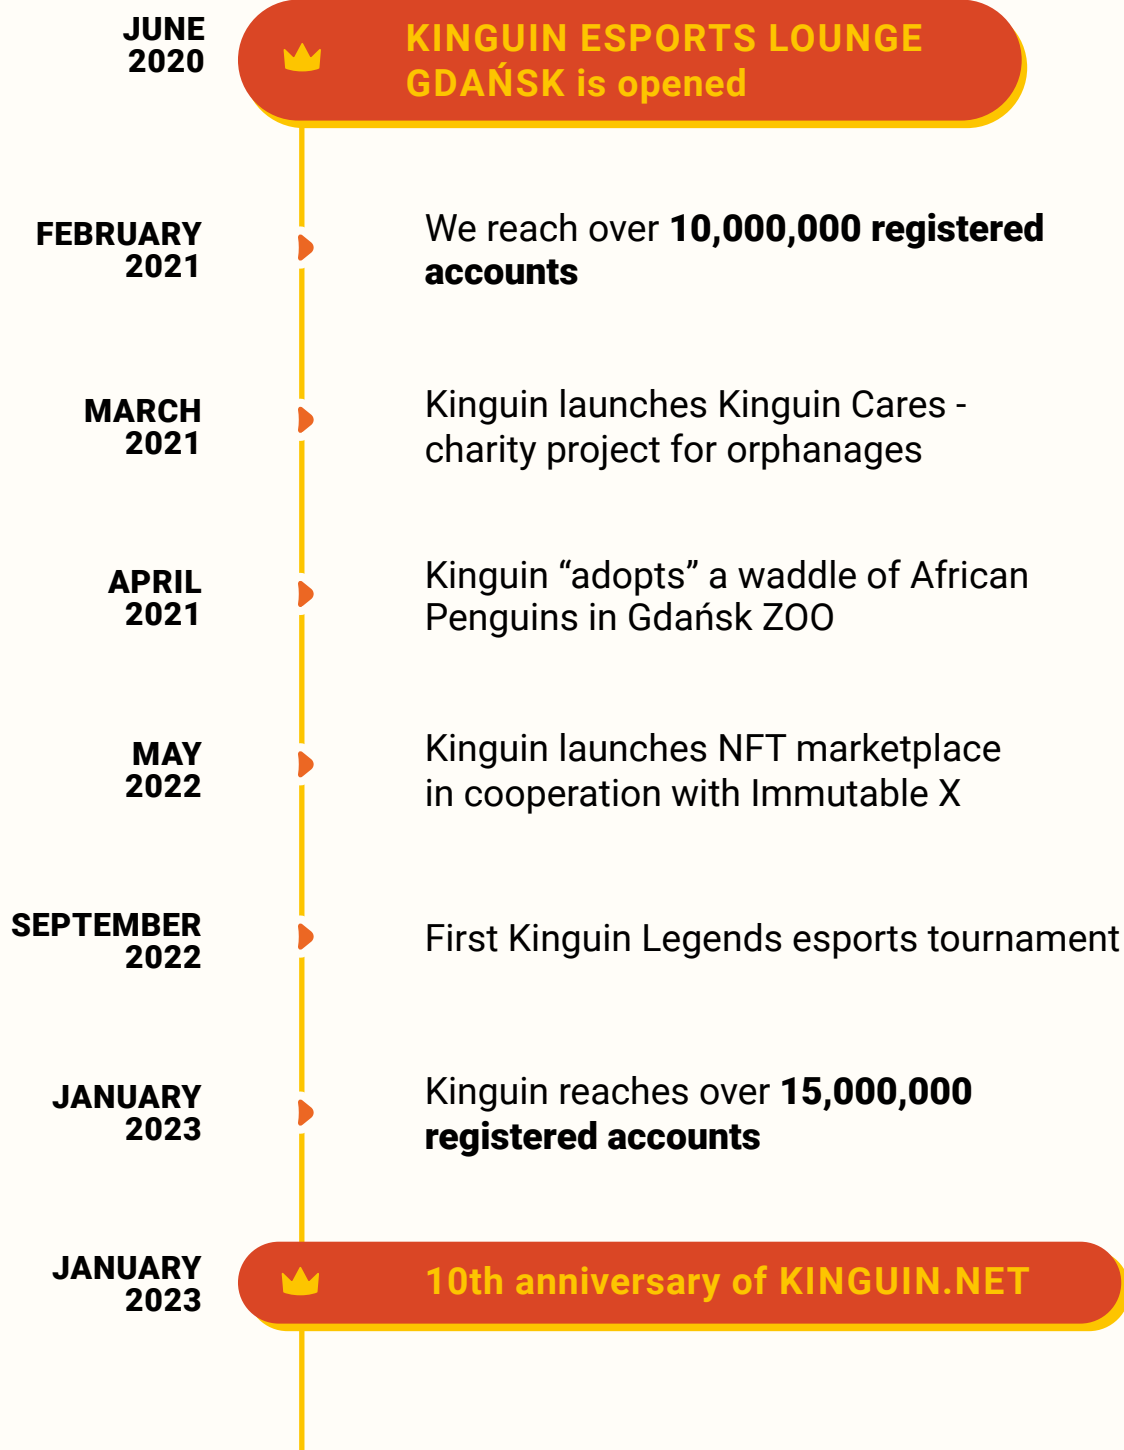 JUNE
2020
KINGUIN ESPORTS LOUNGE
GDAŃSK is opened
FEBRUARY
2021
We reach over 10,000,000 registered
accounts
MARCH
2021
Kinguin launches Kinguin Cares -
charity project for orphanages
APRIL
2021
Kinguin “adopts” a waddle of African
Penguins in Gdańsk ZOO
MAY
2022
Kinguin launches NFT marketplace
in cooperation with Immutable X
SEPTEMBER
2022
First Kinguin Legends esports tournament
JANUARY
2023
Kinguin reaches over 15,000,000
registered accounts
JANUARY
2023
10th anniversary of KINGUIN.NET